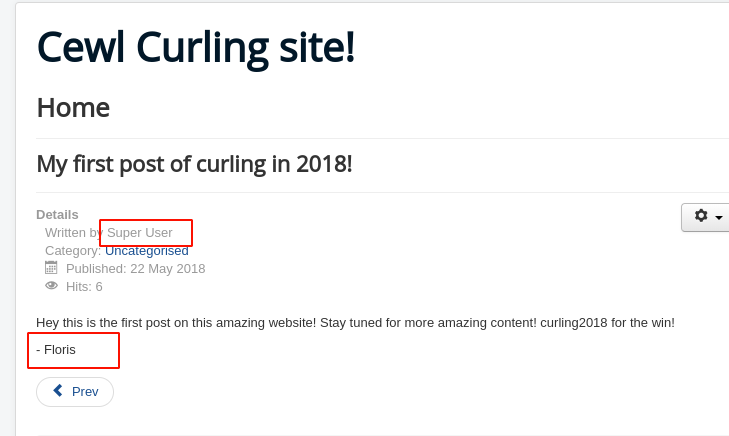 Cewl Curling site!
Home
My first post of curling in 2018!
Details
Written by Super User
Category: Uncategorised
Published: 22 May 2018
Hits: 6
Hey this is the first post on this amazing website! Stay tuned for more amazing content! curling2018 for the win!
- Floris
Prev